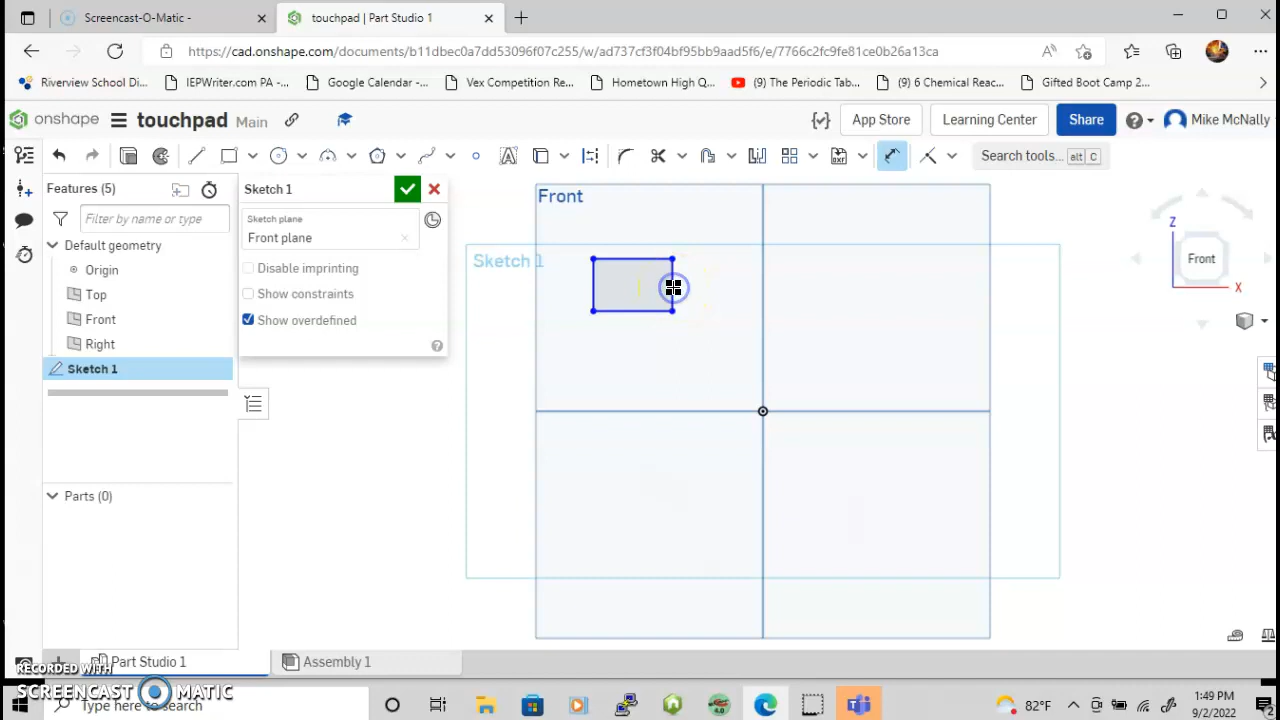 Screencast-O-Matic
touchpad | Part Studio 1
https://cad.onshape.com/documents/b11dbec0a7dd53096f07c255/w/ad737cf3f04bf95bb9aad5f6/e/7766c2fc9fe81ce0b26a13ca
Riverview School Di... IEPWriter.com PA -... Google Calendar -... Vex Competition Re... Hometown High Q... (9) The Periodic Tab... (9) 6 Chemical Reac... Gifted Boot Camp 2...
onshape touchpad Main App Store Learning Center Share Mike McNally
Search tools... alt C
Features (5)
Filter by name or type
Default geometry
Origin
Top
Front
Right
Sketch 1
Parts (0)
Sketch 1
Sketch plane
Front plane
Disable imprinting
Show constraints
Show overdefined
Front
Sketch 1
Z
Front
X
Part Studio 1 Assembly 1
RECORDED WITH
SCREENCAST MATIC
Type here to search
82°F
1:49 PM
9/2/2022